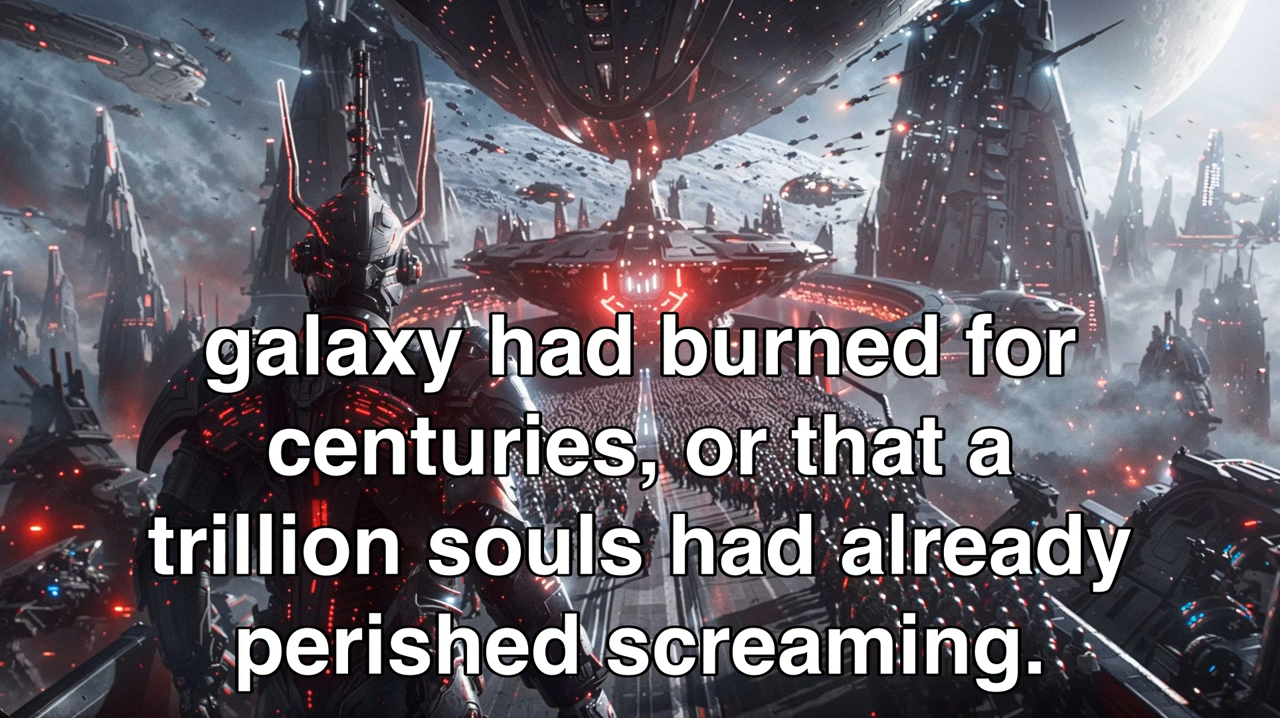 galaxy had burned for
centuries, or that a
trillion souls had already
perished screaming.